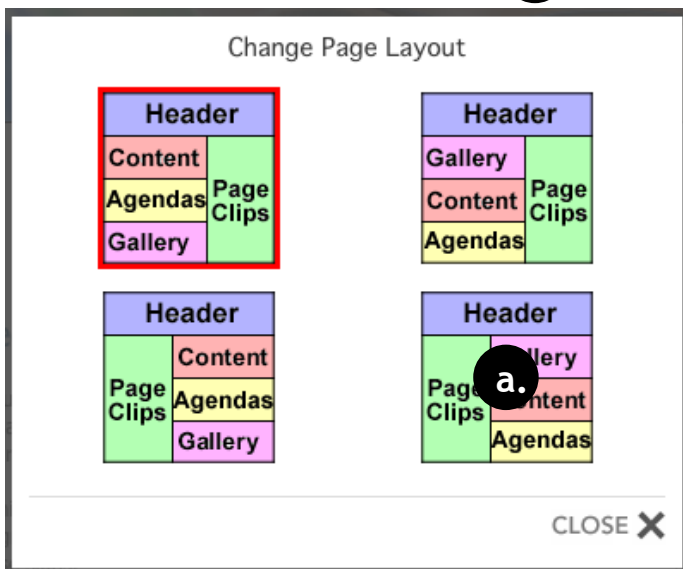 Change Page Layout
Header
Content
Agendas
Gallery
Page
Clips
Header
Gallery
Content
Agendas
Page
Clips
Header
Page
Clips
Content
Agendas
Gallery
Header
Page
Clips
a.
Agendas
CLOSE